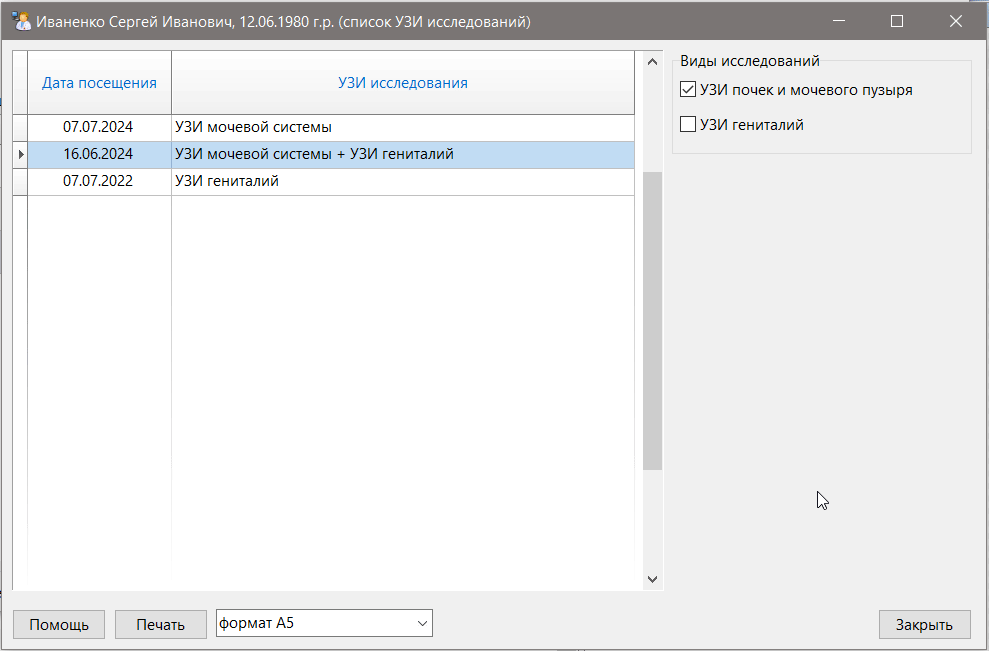 Иваненко Сергей Иванович, 12.06.1980 г.р. (список УЗИ исследований)
Дата посещения УЗИ исследования
07.07.2024 УЗИ мочевой системы
16.06.2024 УЗИ мочевой системы + УЗИ гениталий
07.07.2022 УЗИ гениталий
Виды исследований
УЗИ почек и мочевого пузыря
УЗИ гениталий
Помощь Печать формат А5 Закрыть